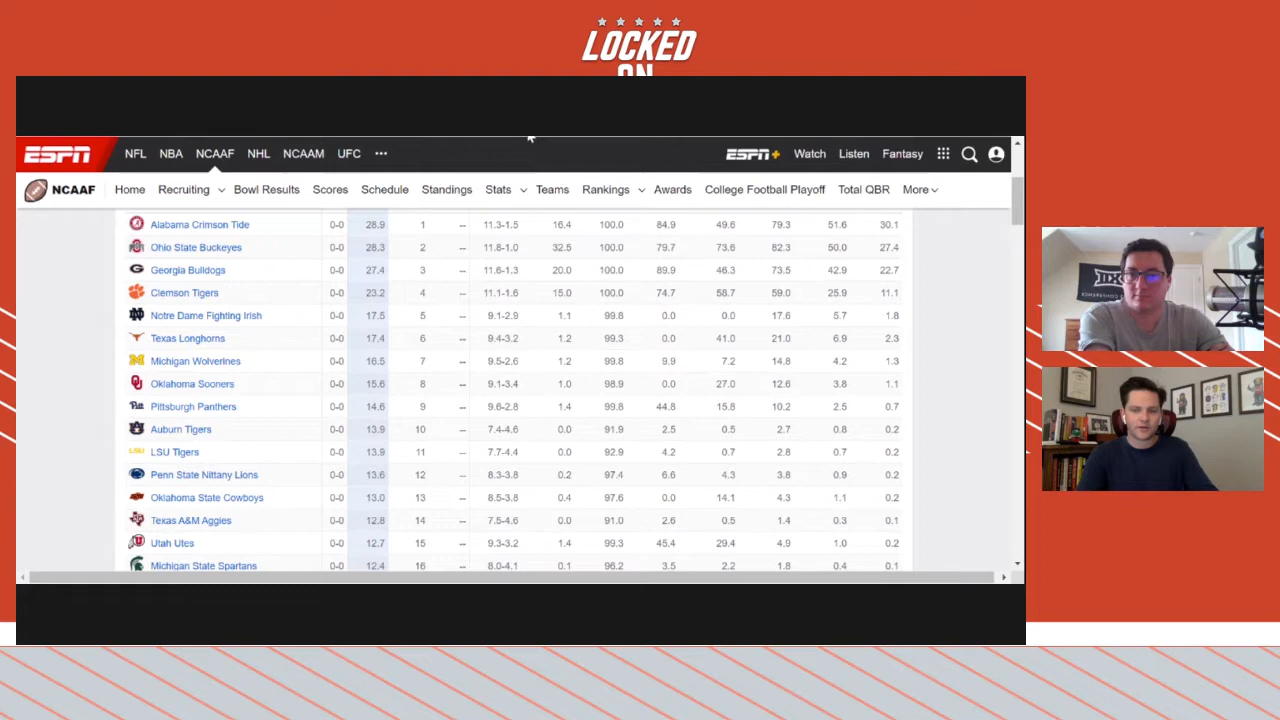 LOCKED
ON
ESPN NFL NBA NCAAF NHL NCAAM UFC ••• ESPN+ Watch Listen Fantasy
NCAAF Home Recruiting Bowl Results Scores Schedule Standings Stats Teams Rankings Awards College Football Playoff Total QBR More
Alabama Crimson Tide 0-0 28.9 1 -- 11.3-1.5 16.4 100.0 84.9 49.6 79.3 51.6 30.1
Ohio State Buckeyes 0-0 28.3 2 -- 11.8-1.0 32.5 100.0 79.7 73.6 82.3 50.0 27.4
Georgia Bulldogs 0-0 27.4 3 -- 11.6-1.3 20.0 100.0 89.9 46.3 73.5 42.9 22.7
Clemson Tigers 0-0 23.2 4 -- 11.1-1.6 15.0 100.0 74.7 58.7 59.0 25.9 11.1
Notre Dame Fighting Irish 0-0 17.5 5 -- 9.1-2.9 1.1 99.8 0.0 0.0 17.6 5.7 1.8
Texas Longhorns 0-0 17.4 6 -- 9.4-3.2 1.2 99.3 0.0 41.0 21.0 6.9 2.3
Michigan Wolverines 0-0 16.5 7 -- 9.5-2.6 1.2 99.8 9.9 7.2 14.8 4.2 1.3
Oklahoma Sooners 0-0 15.6 8 -- 9.1-3.4 1.0 98.9 0.0 27.0 12.6 3.8 1.1
Pitt Pittsburgh Panthers 0-0 14.6 9 -- 9.6-2.8 1.4 99.8 44.8 15.8 10.2 2.5 0.7
Auburn Tigers 0-0 13.9 10 -- 7.4-4.6 0.0 91.9 2.5 0.5 2.7 0.8 0.2
LSU LSU Tigers 0-0 13.9 11 -- 7.7-4.4 0.0 92.9 4.2 0.7 2.8 0.7 0.2
Penn State Nittany Lions 0-0 13.6 12 -- 8.3-3.8 0.2 97.4 6.6 4.3 3.8 0.9 0.2
Oklahoma State Cowboys 0-0 13.0 13 -- 8.5-3.8 0.4 97.6 0.0 14.1 4.3 1.1 0.2
Texas A&M Aggies 0-0 12.8 14 -- 7.5-4.6 0.0 91.0 2.6 0.5 1.4 0.3 0.1
Utah Utes 0-0 12.7 15 -- 9.3-3.2 1.4 99.3 45.4 29.4 4.9 1.0 0.2
Michigan State Spartans 0-0 12.4 16 -- 8.0-4.1 0.1 96.2 3.5 2.2 1.8 0.4 0.1